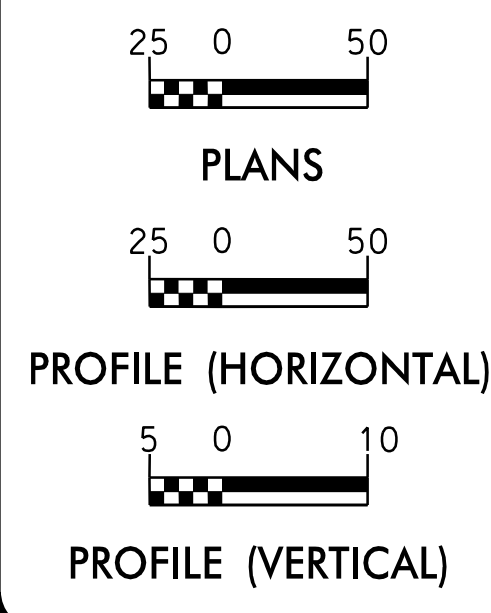 25 0 50
PLANS
25 0 50
PROFILE (HORIZONTAL)
5 0 10
PROFILE (VERTICAL)